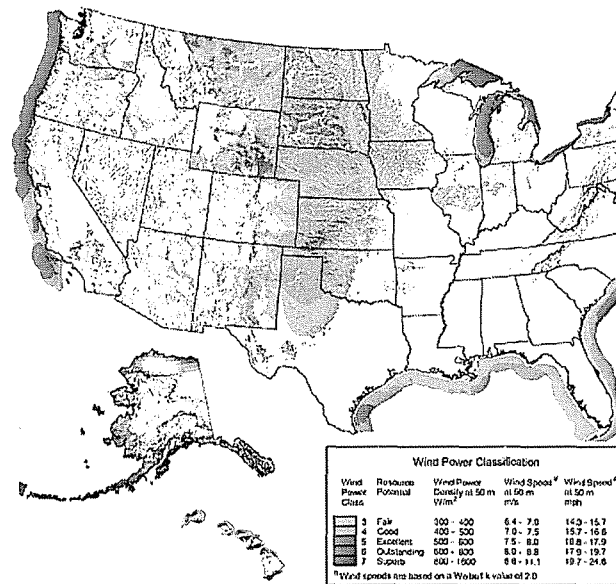 Wind Power Classification
Wind Resource Wind Power Wind Speed a Wind Speed a
Power Potential Density at 50 m at 50 m at 50 m
Class W/m2 m/s mph
3 Fair 300 - 400 6.4 - 7.0 14.3 - 15.7
4 Good 400 - 500 7.0 - 7.5 15.7 - 16.8
5 Excellent 500 - 600 7.5 - 8.0 16.8 - 17.9
6 Outstanding 600 - 800 8.0 - 8.8 17.9 - 19.7
7 Superb 800 - 1600 8.8 - 11.1 19.7 - 24.8
a Wind speeds are based on a Weibull k value of 2.0